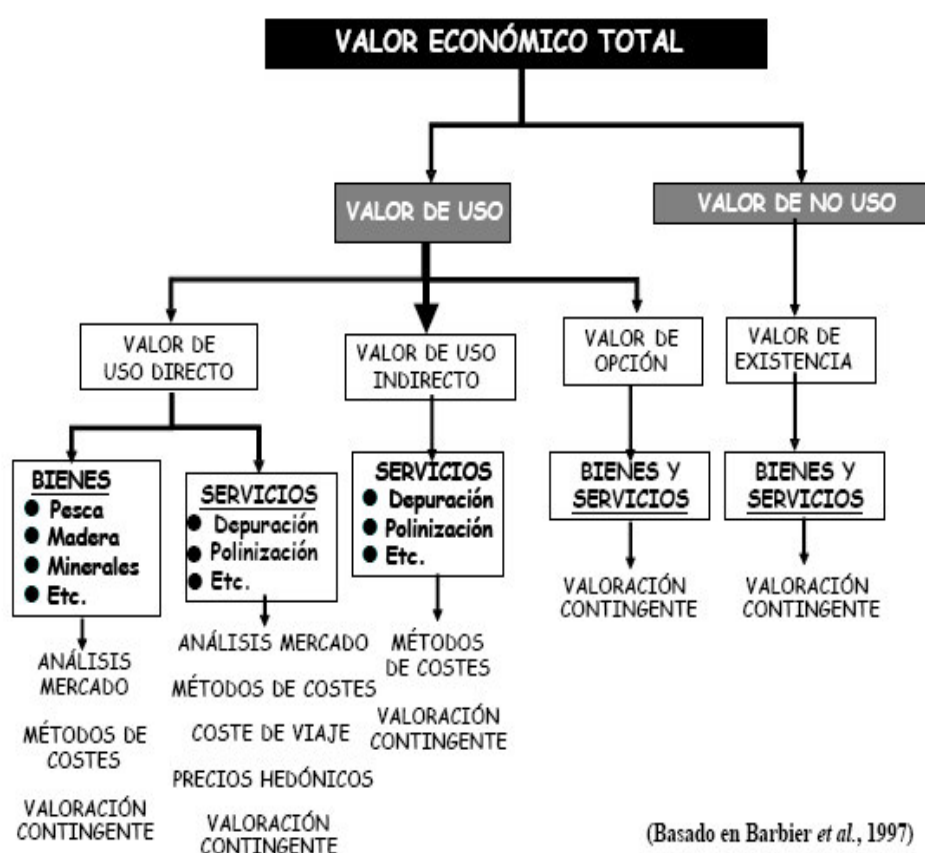 VALOR ECONÓMICO TOTAL
VALOR DE USO
VALOR DE NO USO
VALOR DE
USO DIRECTO
VALOR DE USO
INDIRECTO
VALOR DE
OPCIÓN
VALOR DE
EXISTENCIA
BIENES
Pesca
Madera
Minerales
Etc.
SERVICIOS
Depuración
Polinización
Etc.
SERVICIOS
Depuración
Polinización
Etc.
BIENES Y
SERVICIOS
BIENES Y
SERVICIOS
ANÁLISIS
MERCADO
MÉTODOS DE
COSTES
VALORACIÓN
CONTINGENTE
ANÁLISIS MERCADO
MÉTODOS DE COSTES
COSTE DE VIAJE
PRECIOS HEDÓNICOS
VALORACIÓN
CONTINGENTE
MÉTODOS
DE COSTES
VALORACIÓN
CONTINGENTE
VALORACIÓN
CONTINGENTE
VALORACIÓN
CONTINGENTE
(Basado en Barbier et al., 1997)